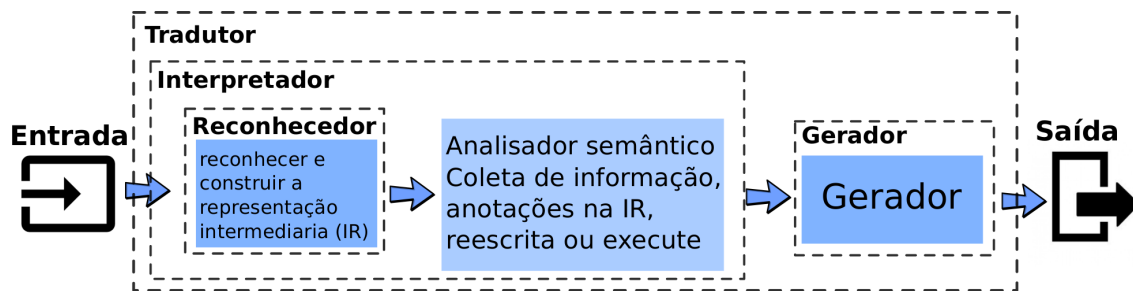 Tradutor
Interpretador
Entrada
Reconhecedor
reconhecer e
construir a
representação
intermediaria (IR)
Analisador semântico
Coleta de informação,
anotações na IR,
reescrita ou execute
Gerador
Gerador
Saída